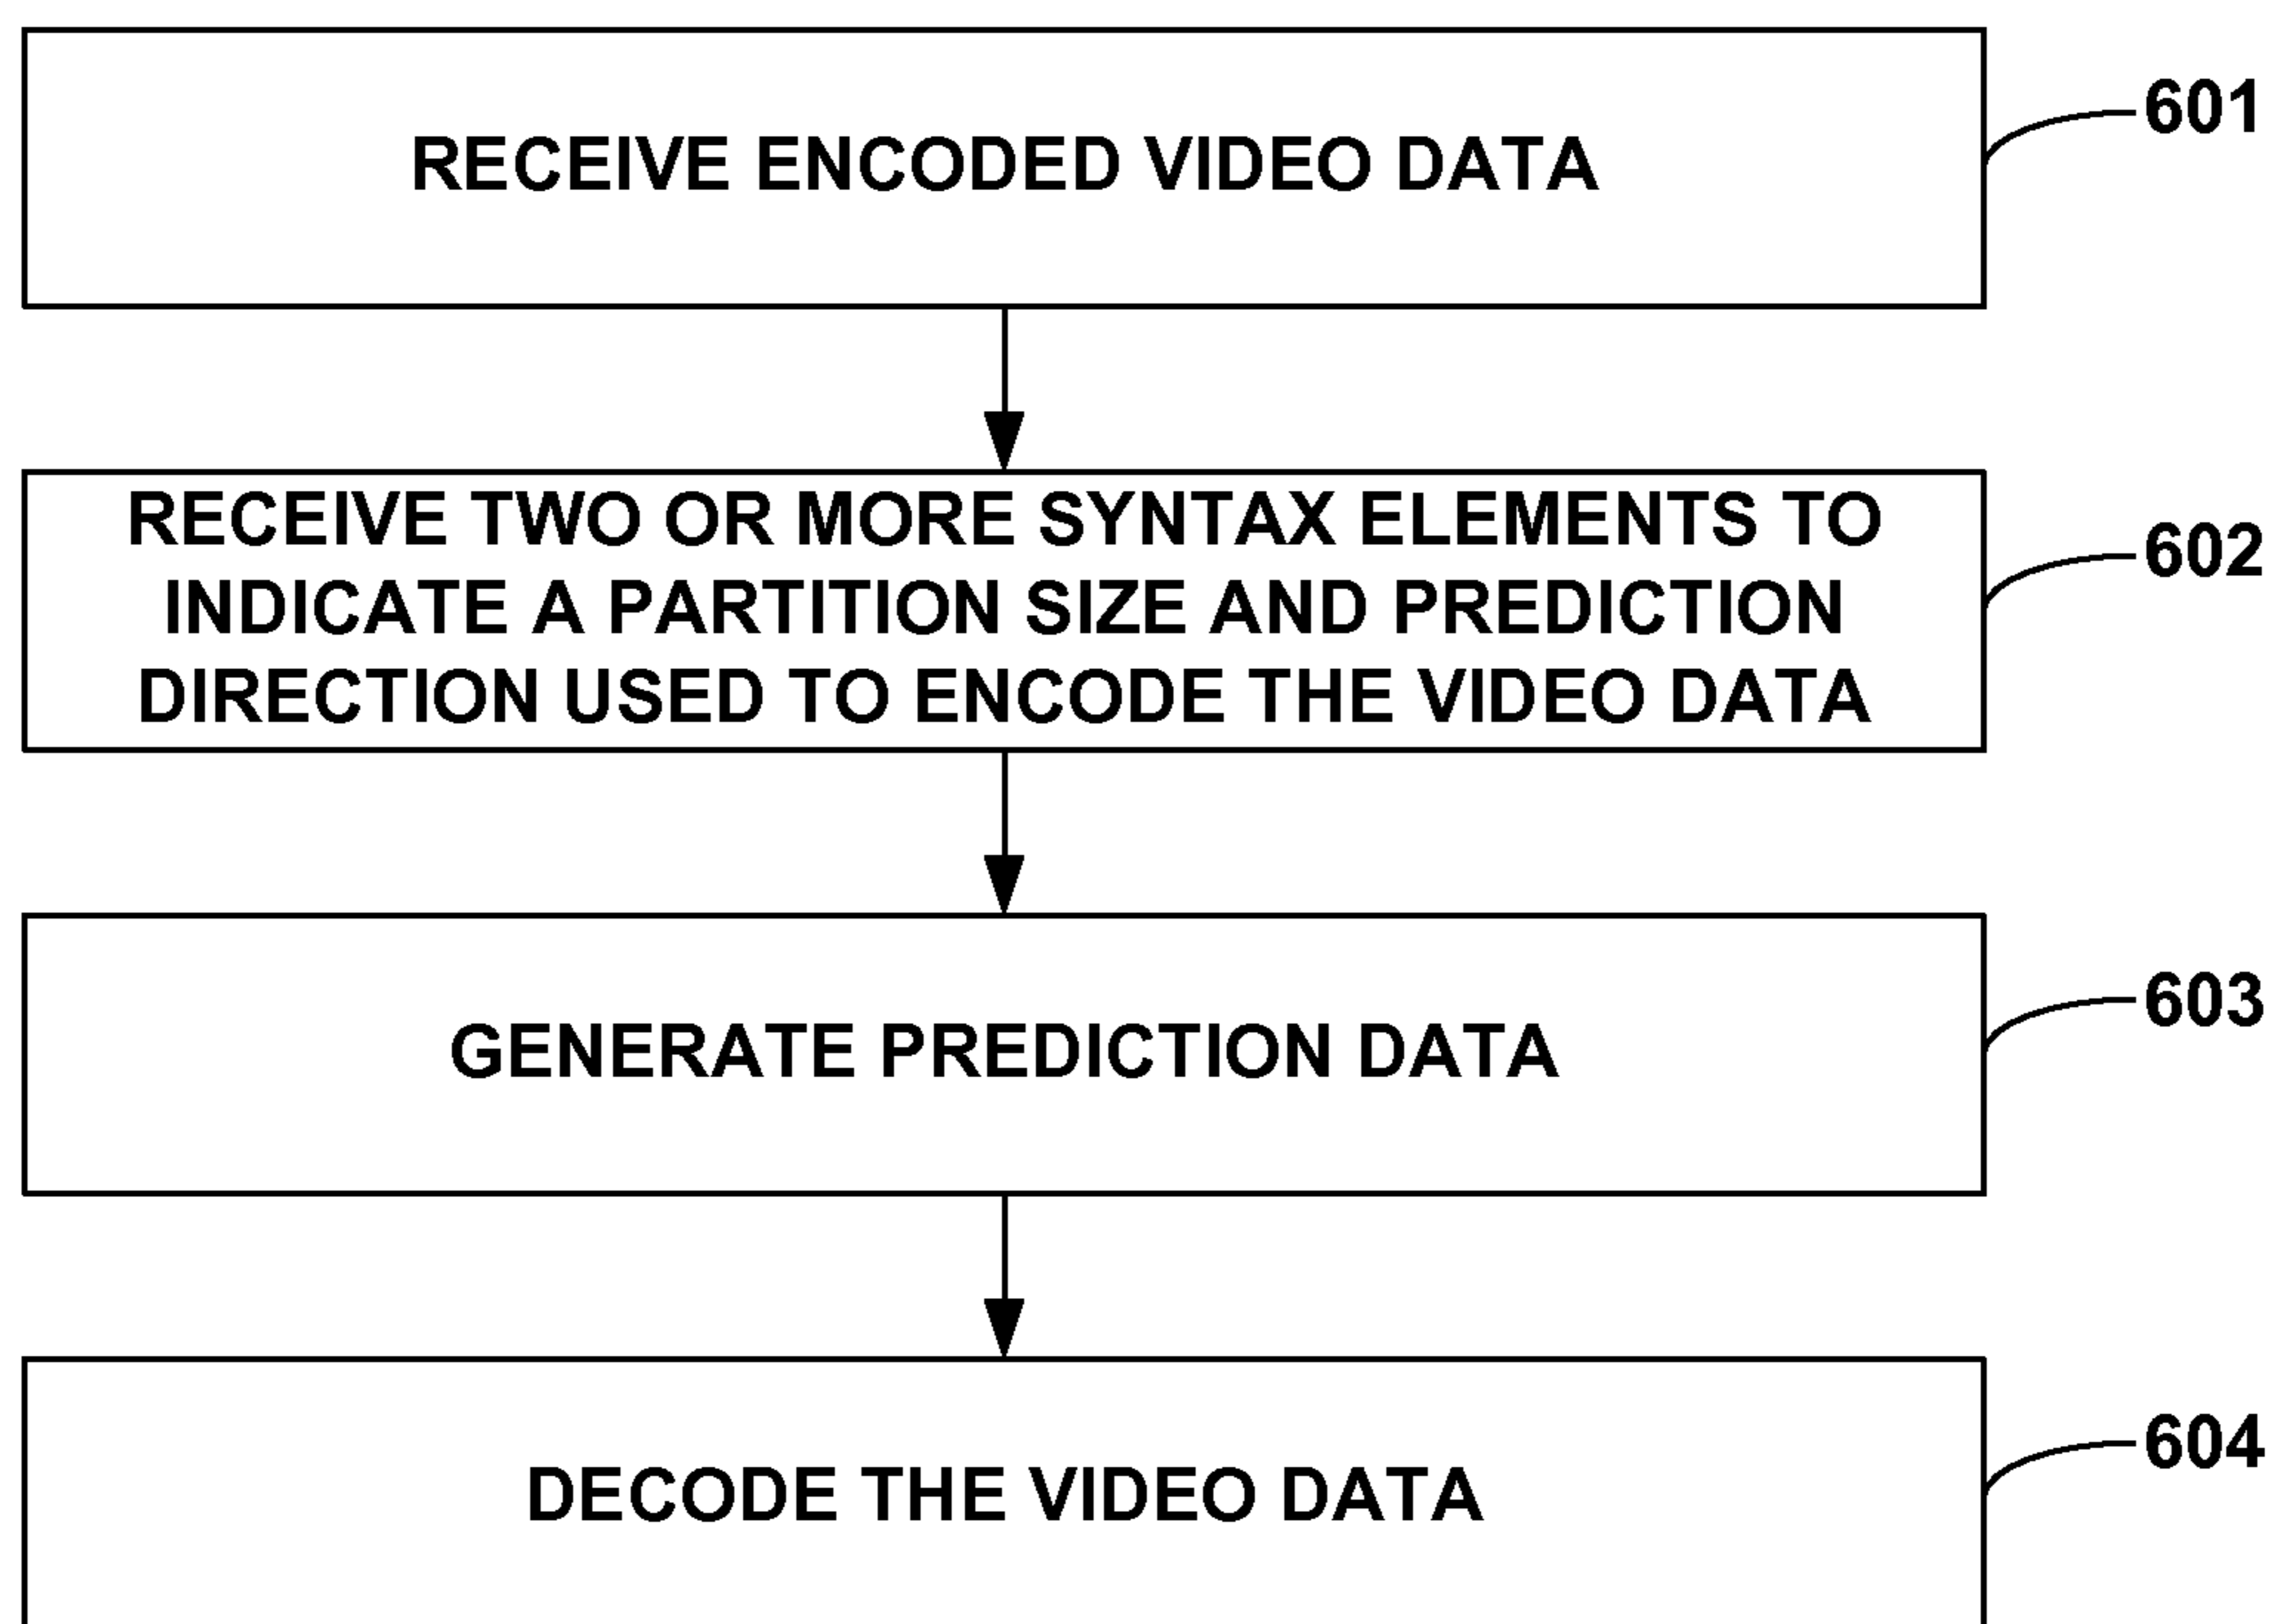 RECEIVE ENCODED VIDEO DATA
601
RECEIVE TWO OR MORE SYNTAX ELEMENTS TO
INDICATE A PARTITION SIZE AND PREDICTION
DIRECTION USED TO ENCODE THE VIDEO DATA
602
GENERATE PREDICTION DATA
603
DECODE THE VIDEO DATA
604